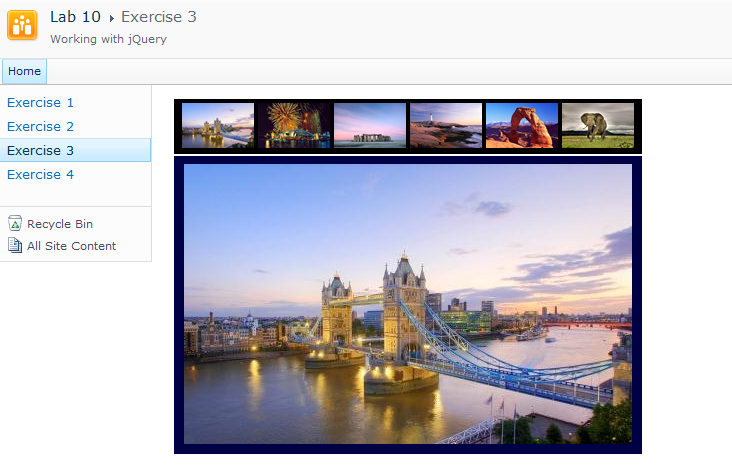 Lab 10 ▸ Exercise 3
Working with jQuery
Home
Exercise 1
Exercise 2
Exercise 3
Exercise 4
Recycle Bin
All Site Content